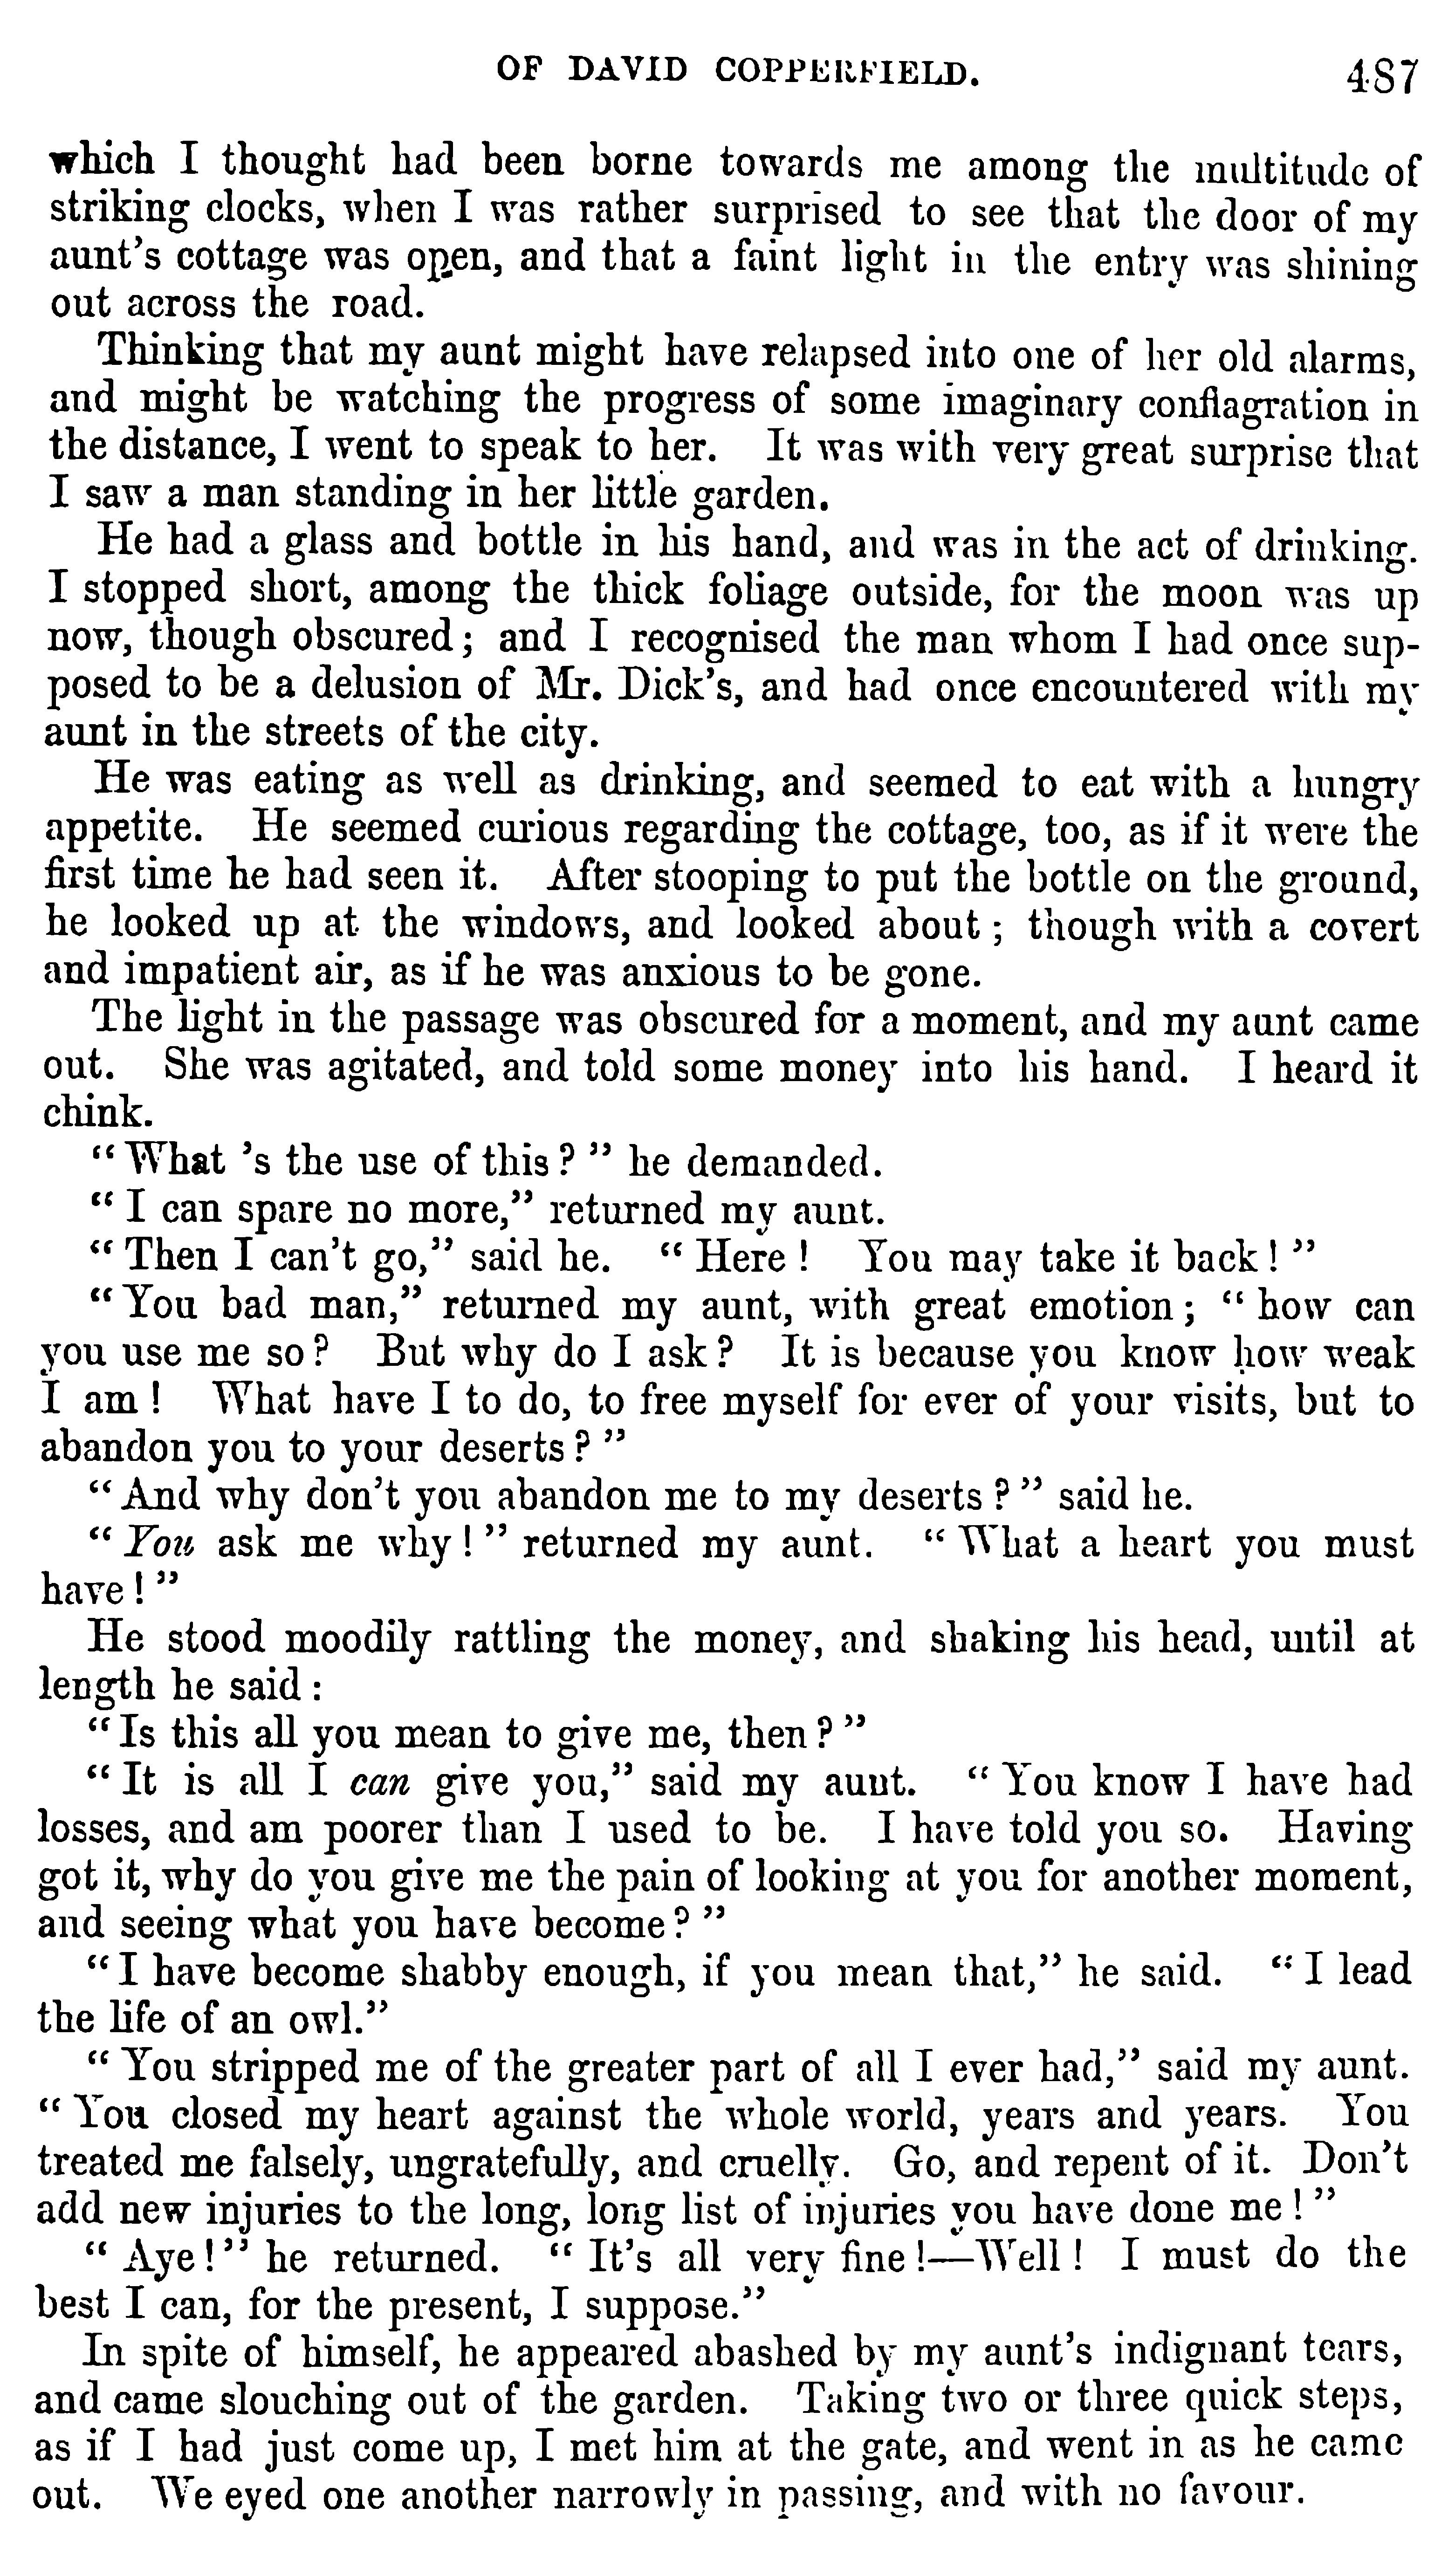 OF DAVID COPPERFIELD. 487
which I thought had been borne towards me among the multitude of
striking clocks, when I was rather surprised to see that the door of my
aunt's cottage was open, and that a faint light in the entry was shining
out across the road.
Thinking that my aunt might have relapsed into one of her old alarms,
and might be watching the progress of some imaginary conflagration in
the distance, I went to speak to her. It was with very great surprise that
I saw a man standing in her little garden.
He had a glass and bottle in his hand, and was in the act of drinking.
I stopped short, among the thick foliage outside, for the moon was up
now, though obscured; and I recognised the man whom I had once sup-
posed to be a delusion of Mr. Dick's, and had once encountered with my
aunt in the streets of the city.
He was eating as well as drinking, and seemed to eat with a hungry
appetite. He seemed curious regarding the cottage, too, as if it were the
first time he had seen it. After stooping to put the bottle on the ground,
he looked up at the windows, and looked about; though with a covert
and impatient air, as if he was anxious to be gone.
The light in the passage was obscured for a moment, and my aunt came
out. She was agitated, and told some money into his hand. I heard it
chink.
"What 's the use of this?" he demanded.
"I can spare no more," returned my aunt.
"Then I can't go," said he. "Here! You may take it back!"
"You bad man," returned my aunt, with great emotion; "how can
you use me so? But why do I ask? It is because you know how weak
I am! What have I to do, to free myself for ever of your visits, but to
abandon you to your deserts?"
"And why don't you abandon me to my deserts?" said he.
"You ask me why!" returned my aunt. "What a heart you must
have!"
He stood moodily rattling the money, and shaking his head, until at
length he said:
"Is this all you mean to give me, then?"
"It is all I can give you," said my aunt. "You know I have had
losses, and am poorer than I used to be. I have told you so. Having
got it, why do you give me the pain of looking at you for another moment,
and seeing what you have become?"
"I have become shabby enough, if you mean that," he said. "I lead
the life of an owl."
"You stripped me of the greater part of all I ever had," said my aunt.
"You closed my heart against the whole world, years and years. You
treated me falsely, ungratefully, and cruelly. Go, and repent of it. Don't
add new injuries to the long, long list of injuries you have done me!"
"Aye!" he returned. "It's all very fine!—Well! I must do the
best I can, for the present, I suppose."
In spite of himself, he appeared abashed by my aunt's indignant tears,
and came slouching out of the garden. Taking two or three quick steps,
as if I had just come up, I met him at the gate, and went in as he came
out. We eyed one another narrowly in passing, and with no favour.